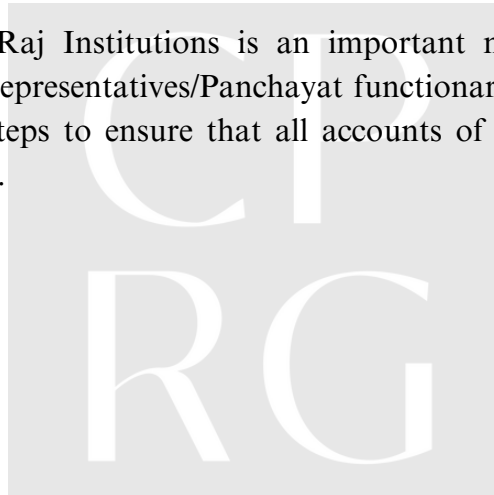 Raj Institutions is an important
epresentatives/Panchayat functionar
teps to ensure that all accounts of
.
CP
RG